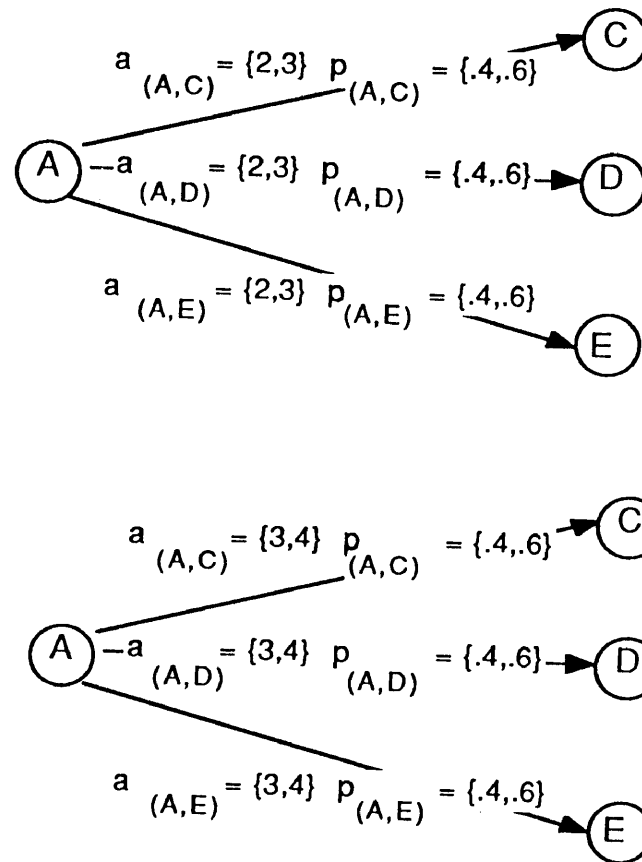 C
a (A,C) = {2,3} p (A,C) = {.4,.6}
A a (A,D) = {2,3} p (A,D) = {.4,.6} D
a (A,E) = {2,3} p (A,E) = {.4,.6}
E
C
a (A,C) = {3,4} p (A,C) = {.4,.6}
A a (A,D) = {3,4} p (A,D) = {.4,.6} D
a (A,E) = {3,4} p (A,E) = {.4,.6}
E